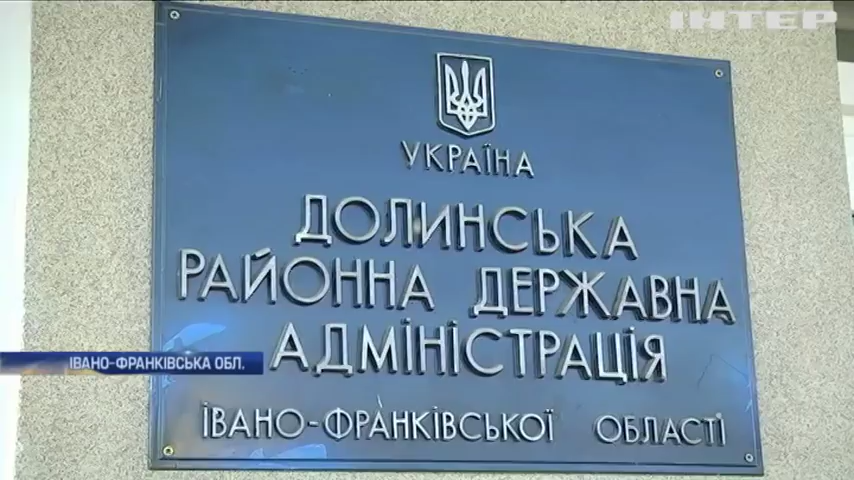 ІНТЕР
УКРАЇНА
ДОЛИНСЬКА
РАЙОННА ДЕРЖАВНА
АДМІНІСТРАЦІЯ
ІВАНО-ФРАНКІВСЬКА ОБЛ.
ІВАНО-ФРАНКІВСЬКОЇ ОБЛАСТІ